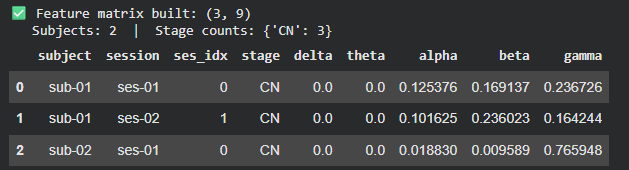 ✅ Feature matrix built: (3, 9)
Subjects: 2 | Stage counts: {'CN': 3}
subject session ses_idx stage delta theta alpha beta gamma
0 sub-01 ses-01 0 CN 0.0 0.0 0.125376 0.169137 0.236726
1 sub-01 ses-02 1 CN 0.0 0.0 0.101625 0.236023 0.164244
2 sub-02 ses-01 0 CN 0.0 0.0 0.018830 0.009589 0.765948